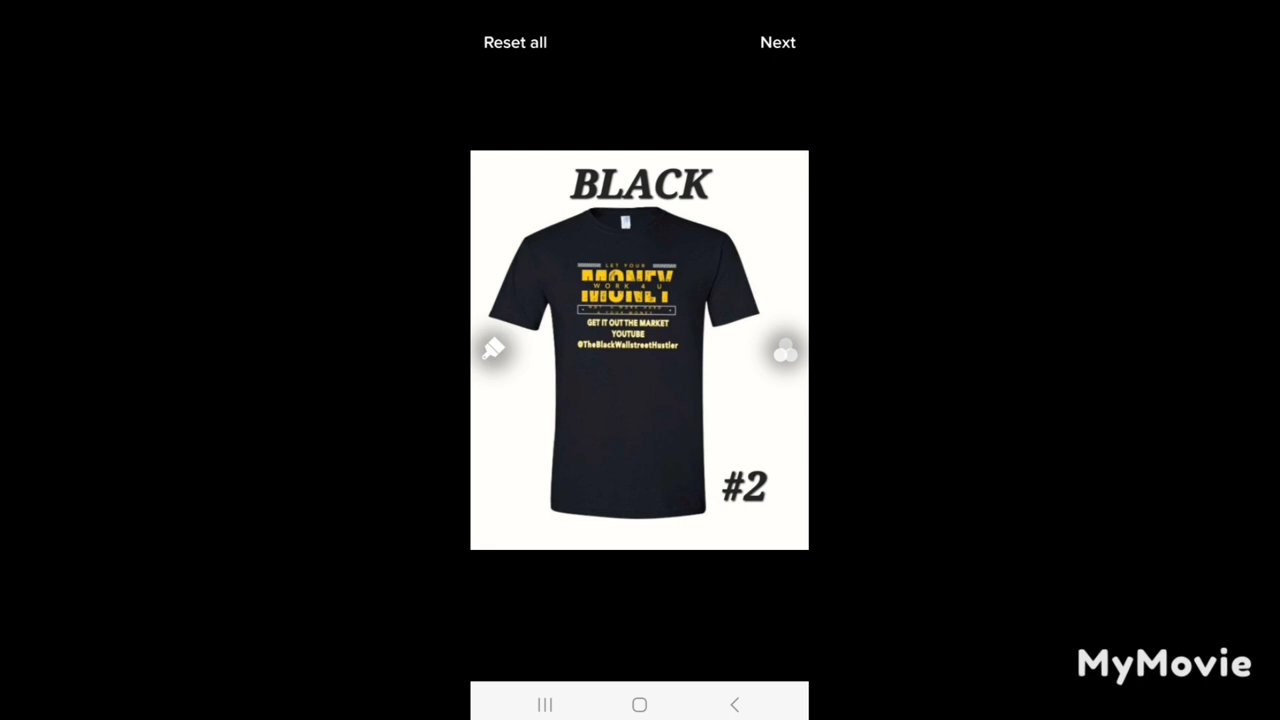 Reset all
Next
BLACK
LET YOUR
MONEY
WORK 4 U
GET IT OUT THE MARKET
YOUTUBE
@TheBlackWallstreetHustler
#2
MyMovie